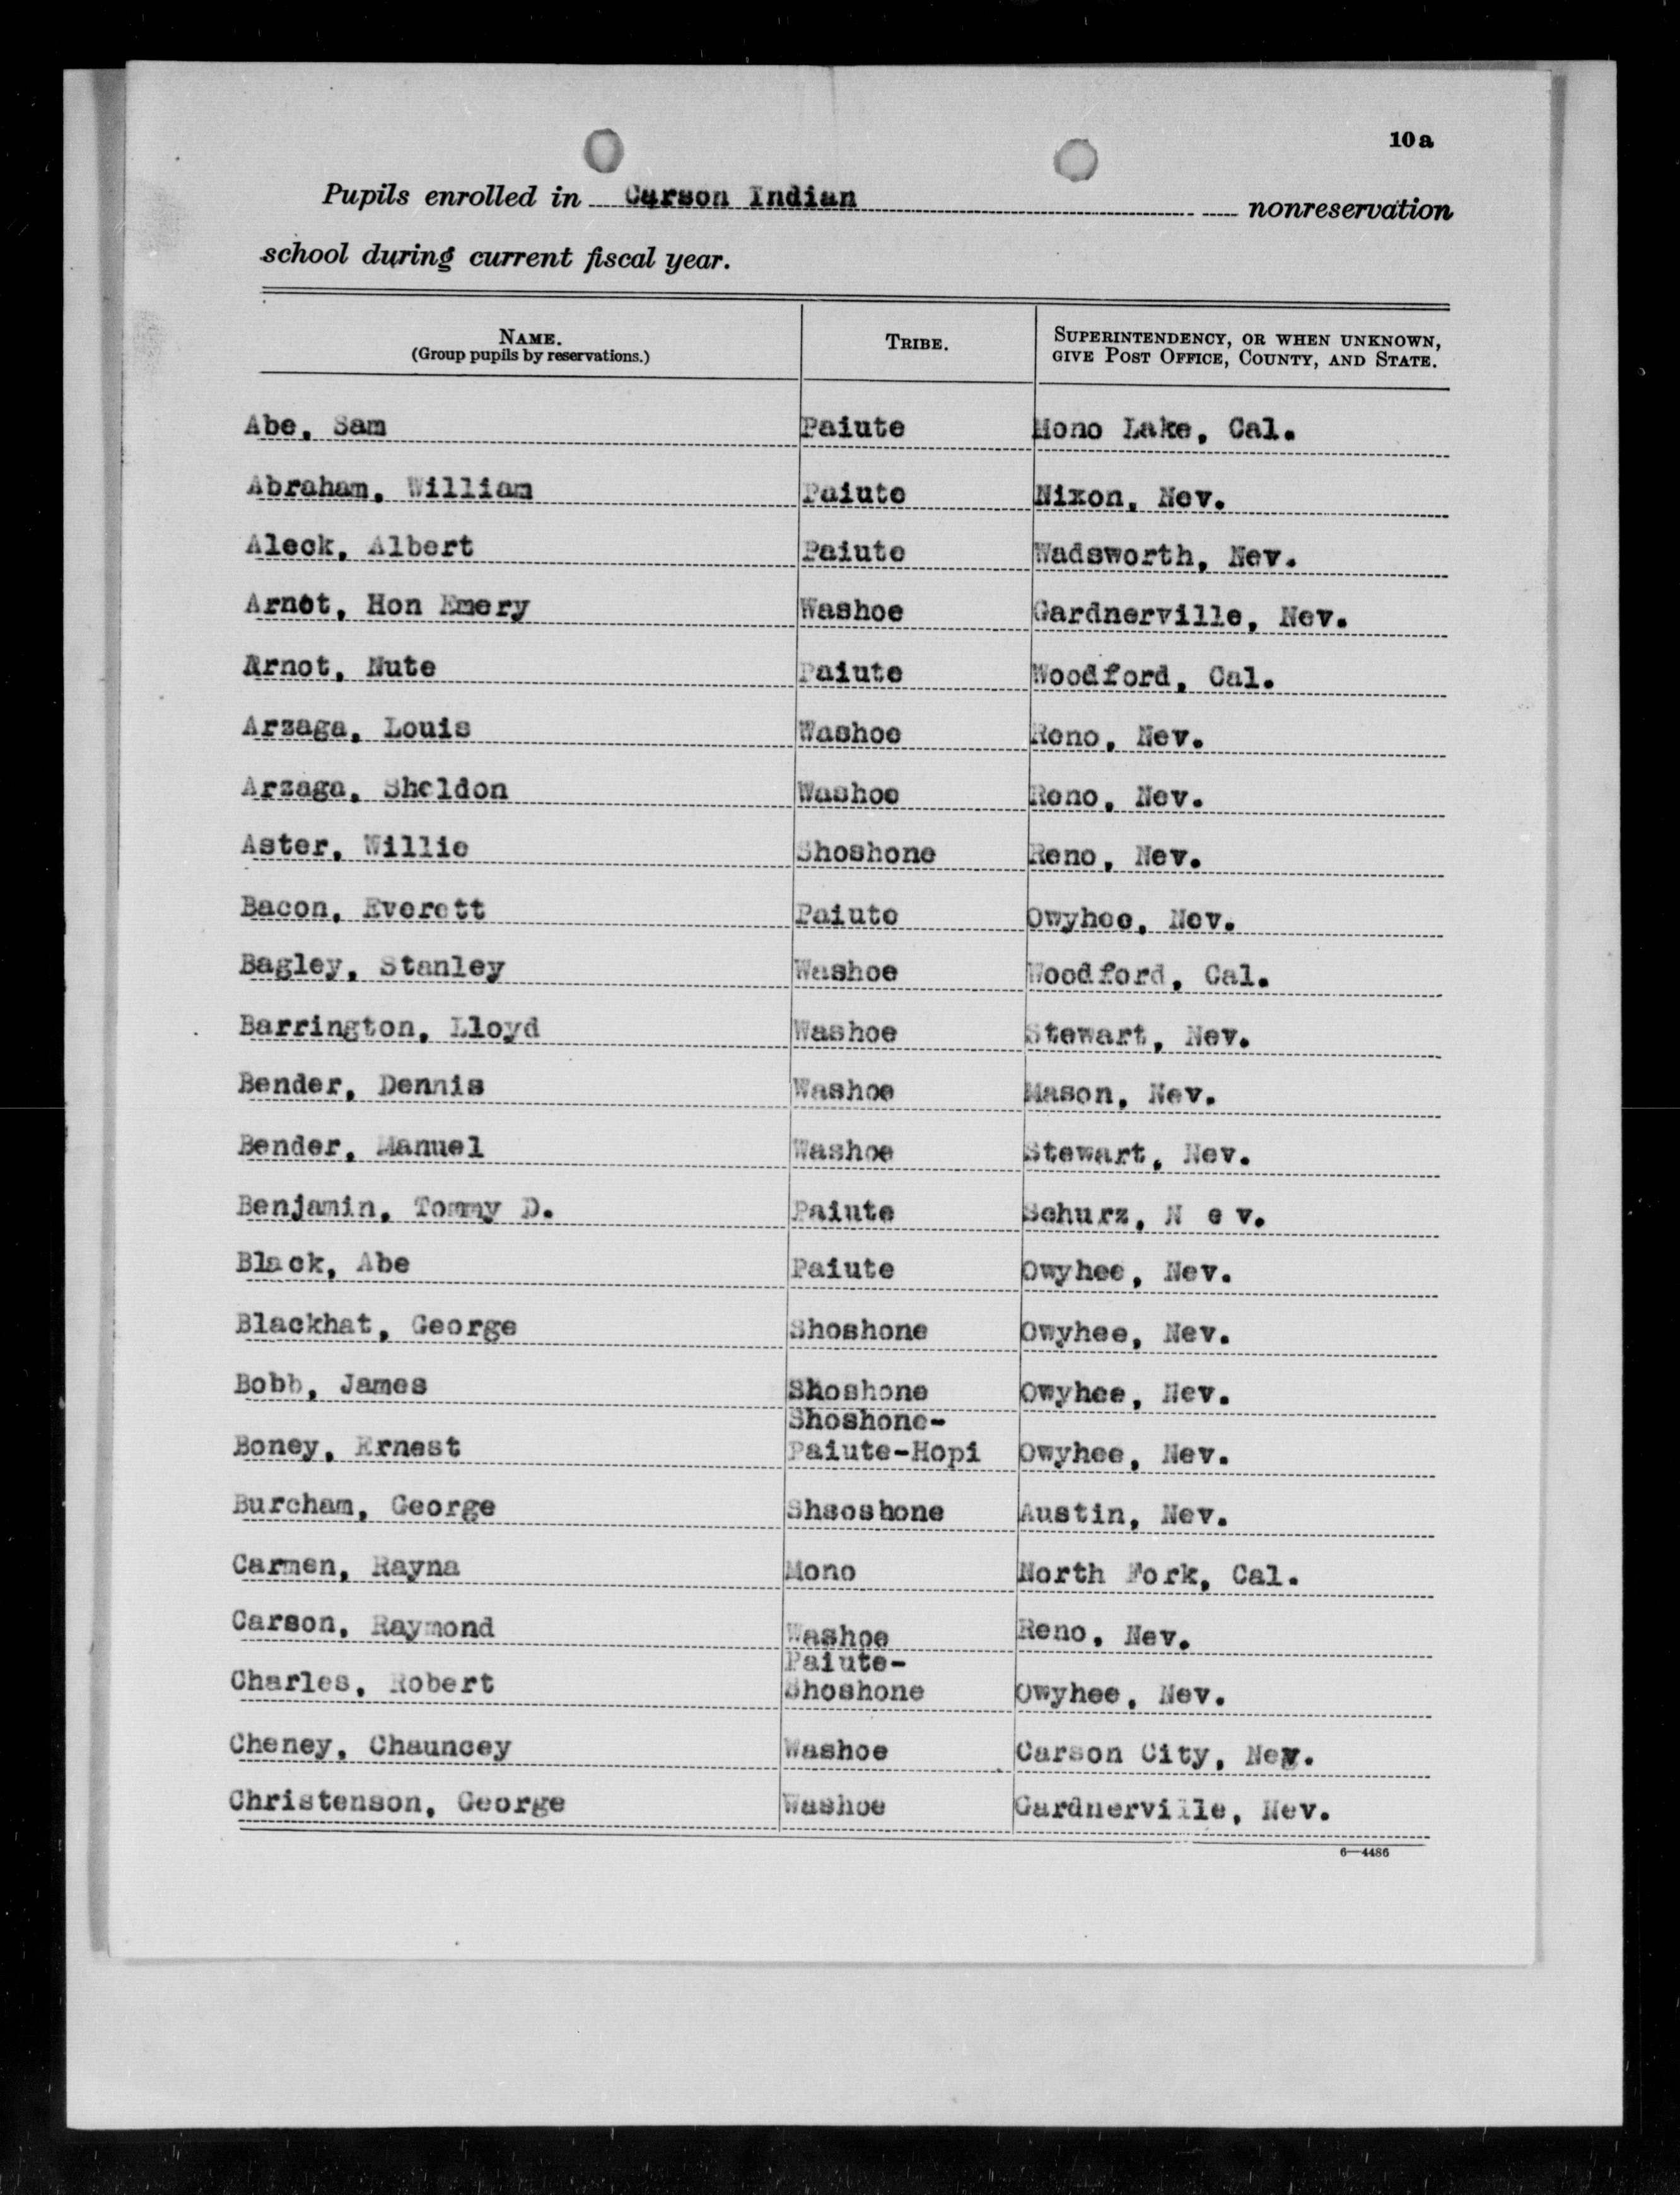 10a
Pupils enrolled in Carson Indian nonreservation
school during current fiscal year.
NAME. TRIBE. SUPERINTENDENCY, OR WHEN UNKNOWN,
(Group pupils by reservations.) GIVE POST OFFICE, COUNTY, AND STATE.
Abe, Sam Paiute Mono Lake, Cal.
Abraham, William Paiute Nixon, Nev.
Aleck, Albert Paiute Wadsworth, Nev.
Arnot, Hon Emery Washoe Gardnerville, Nev.
Arnot, Nute Paiute Woodford, Cal.
Arzaga, Louis Washoe Reno, Nev.
Arzaga, Sheldon Washoe Reno, Nev.
Aster, Willie Shoshone Reno, Nev.
Bacon, Everett Paiute Owyhee, Nev.
Bagley, Stanley Washoe Woodford, Cal.
Barrington, Lloyd Washoe Stewart, Nev.
Bender, Dennis Washoe Mason, Nev.
Bender, Manuel Washoe Stewart, Nev.
Benjamin, Tommy D. Paiute Schurz, N e v.
Black, Abe Paiute Owyhee, Nev.
Blackhat, George Shoshone Owyhee, Nev.
Bobb, James Shoshone Owyhee, Nev.
Shoshone-
Boney, Ernest Paiute-Hopi Owyhee, Nev.
Burcham, George Shsoshone Austin, Nev.
Carmen, Rayna Mono North Fork, Cal.
Carson, Raymond Washoe Reno, Nev.
Paiute-
Charles, Robert Shoshone Owyhee, Nev.
Cheney, Chauncey Washoe Carson City, Nev.
Christenson, George Washoe Gardnerville, Nev.
6—4486